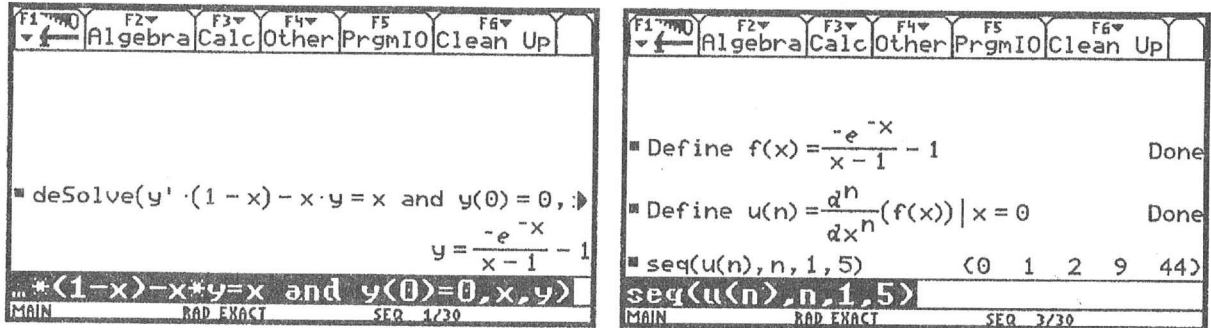 F1 F2 F3 F4 F5 F6
Algebra Calc Other PrgmIO Clean Up
deSolve(y' ·(1 - x) - x·y = x and y(0) = 0, :
y = -e^-x / (x - 1) - 1
…*(1-x)-x*y=x and y(0)=0,x,y)
MAIN RAD EXACT SEQ 1/30
F1 F2 F3 F4 F5 F6
Algebra Calc Other PrgmIO Clean Up
Define f(x) = -e^-x / (x - 1) - 1 Done
Define u(n) = d^n/dx^n (f(x)) | x = 0 Done
seq(u(n), n, 1, 5) {0 1 2 9 44}
seq(u(n),n,1,5)
MAIN RAD EXACT SEQ 3/30